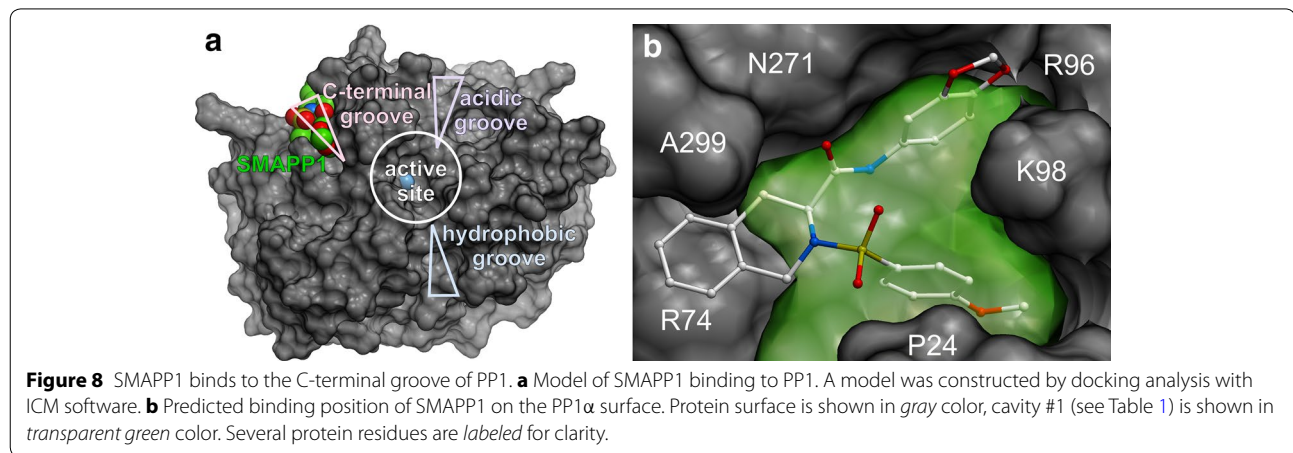 a
C-terminal
groove
SMAPP1
acidic
groove
active
site
hydrophobic
groove
b
N271
R96
A299
K98
R74
P24
Figure 8 SMAPP1 binds to the C-terminal groove of PP1. a Model of SMAPP1 binding to PP1. A model was constructed by docking analysis with
ICM software. b Predicted binding position of SMAPP1 on the PP1α surface. Protein surface is shown in gray color, cavity #1 (see Table 1) is shown in
transparent green color. Several protein residues are labeled for clarity.